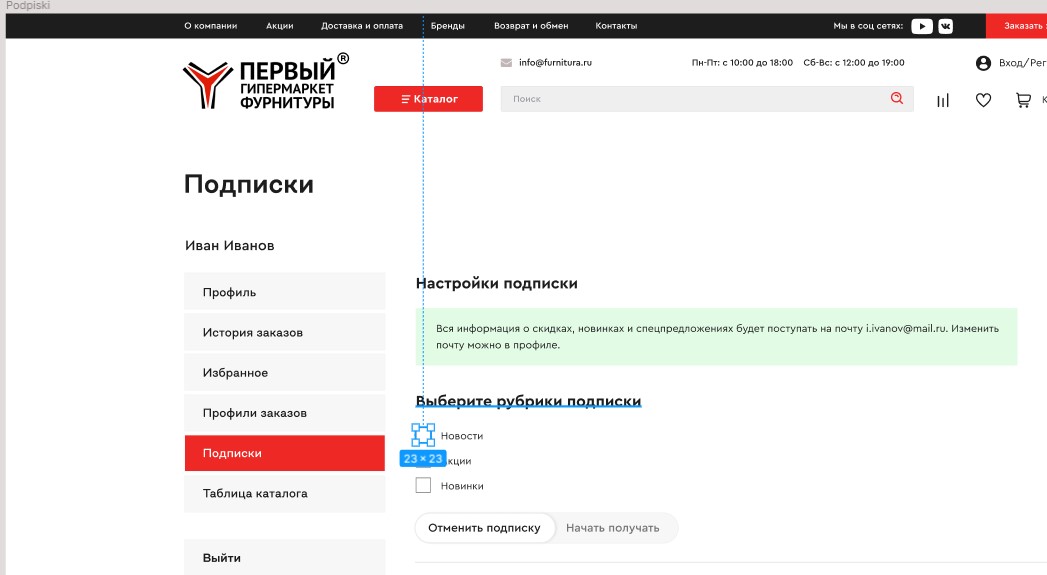 Podpiski
О компании Акции Доставка и оплата Бренды Возврат и обмен Контакты Мы в соц сетях: Заказать
ПЕРВЫЙ ®
ГИПЕРМАРКЕТ
ФУРНИТУРЫ
info@furnitura.ru Пн-Пт: с 10:00 до 18:00 Сб-Вс: с 12:00 до 19:00 Вход/Рег
Каталог Поиск К
Подписки
Иван Иванов
Профиль
История заказов
Избранное
Профили заказов
Подписки
Таблица каталога
Выйти
Настройки подписки
Вся информация о скидках, новинках и спецпредложениях будет поступать на почту i.ivanov@mail.ru. Изменить
почту можно в профиле.
Выберите рубрики подписки
Новости
23 × 23 кции
Новинки
Отменить подписку Начать получать